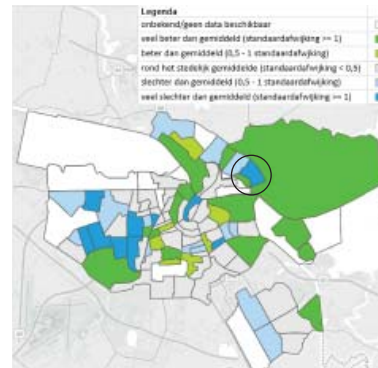 Legenda
onbekend/geen data beschikbaar
veel beter dan gemiddeld (standaardafwijking >= 1)
beter dan gemiddeld (0,5 - 1 standaardafwijking)
rond het stedelijk gemiddelde (standaardafwijking < 0,5)
slechter dan gemiddeld (0,5 - 1 standaardafwijking)
veel slechter dan gemiddeld (standaardafwijking >= 1)